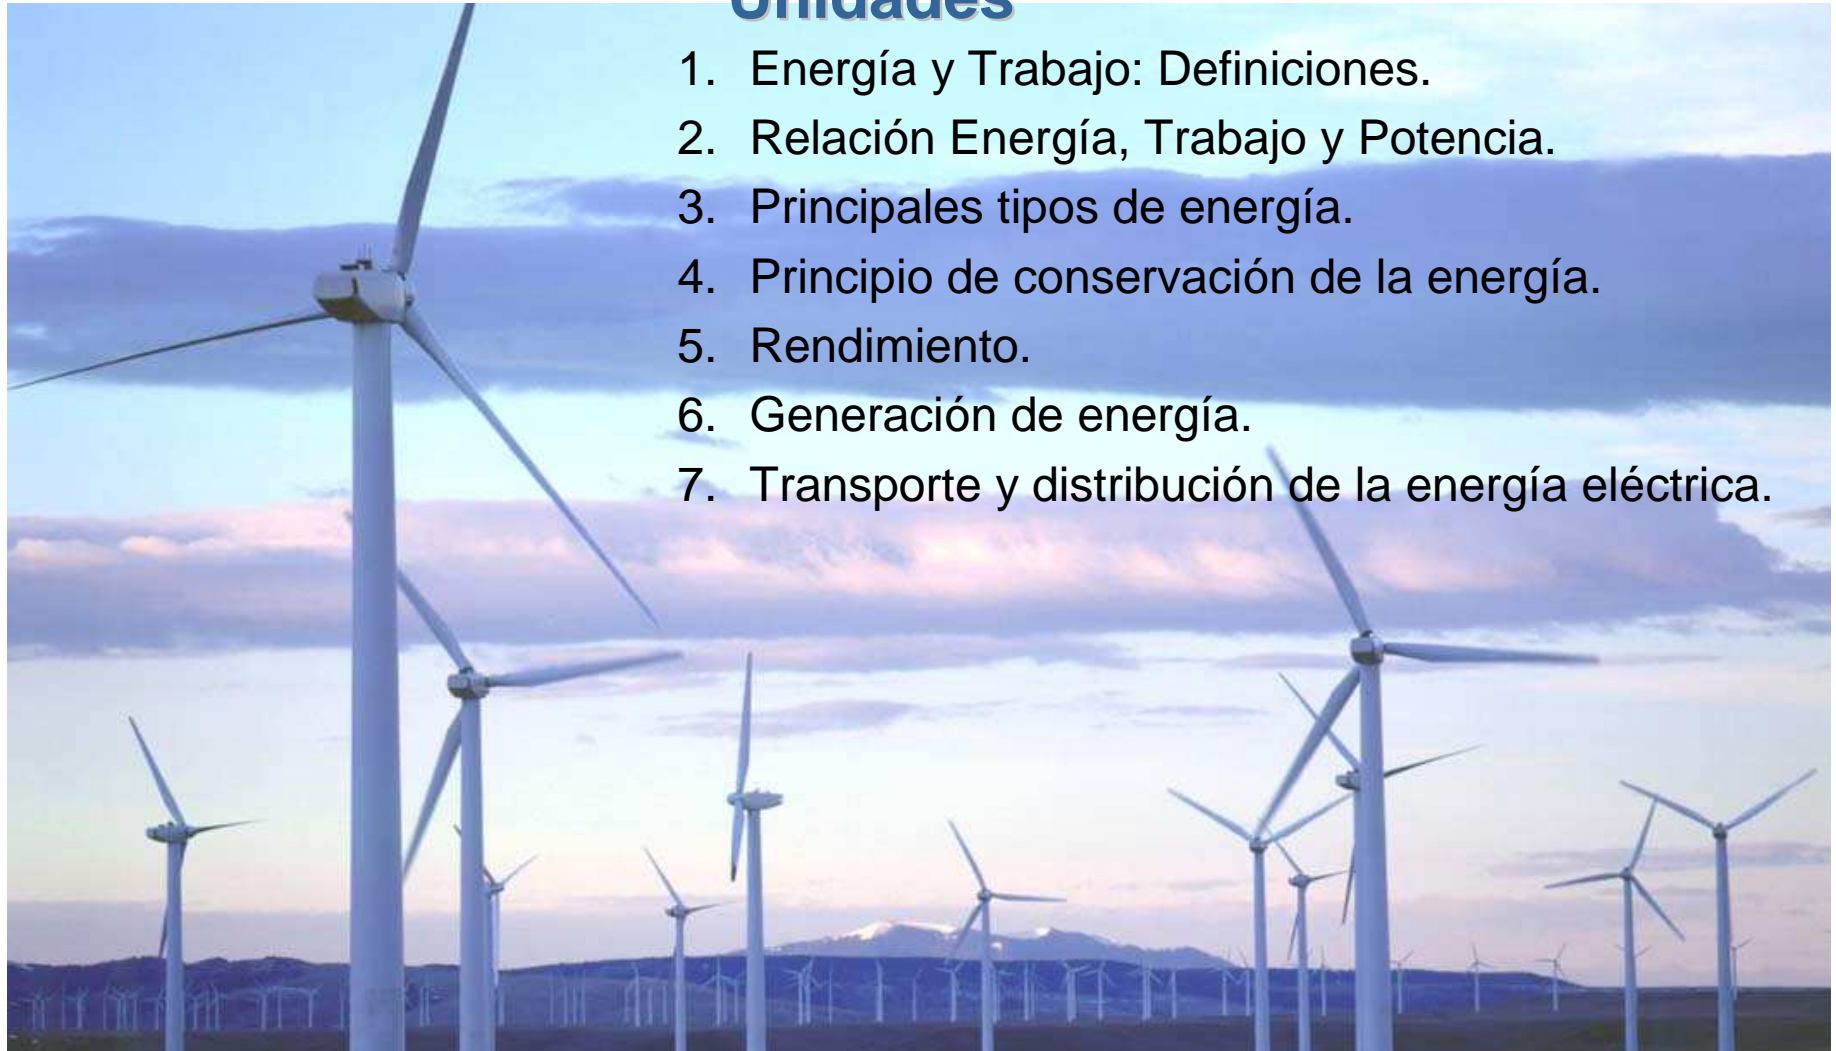 Unidades
1. Energía y Trabajo: Definiciones.
2. Relación Energía, Trabajo y Potencia.
3. Principales tipos de energía.
4. Principio de conservación de la energía.
5. Rendimiento.
6. Generación de energía.
7. Transporte y distribución de la energía eléctrica.